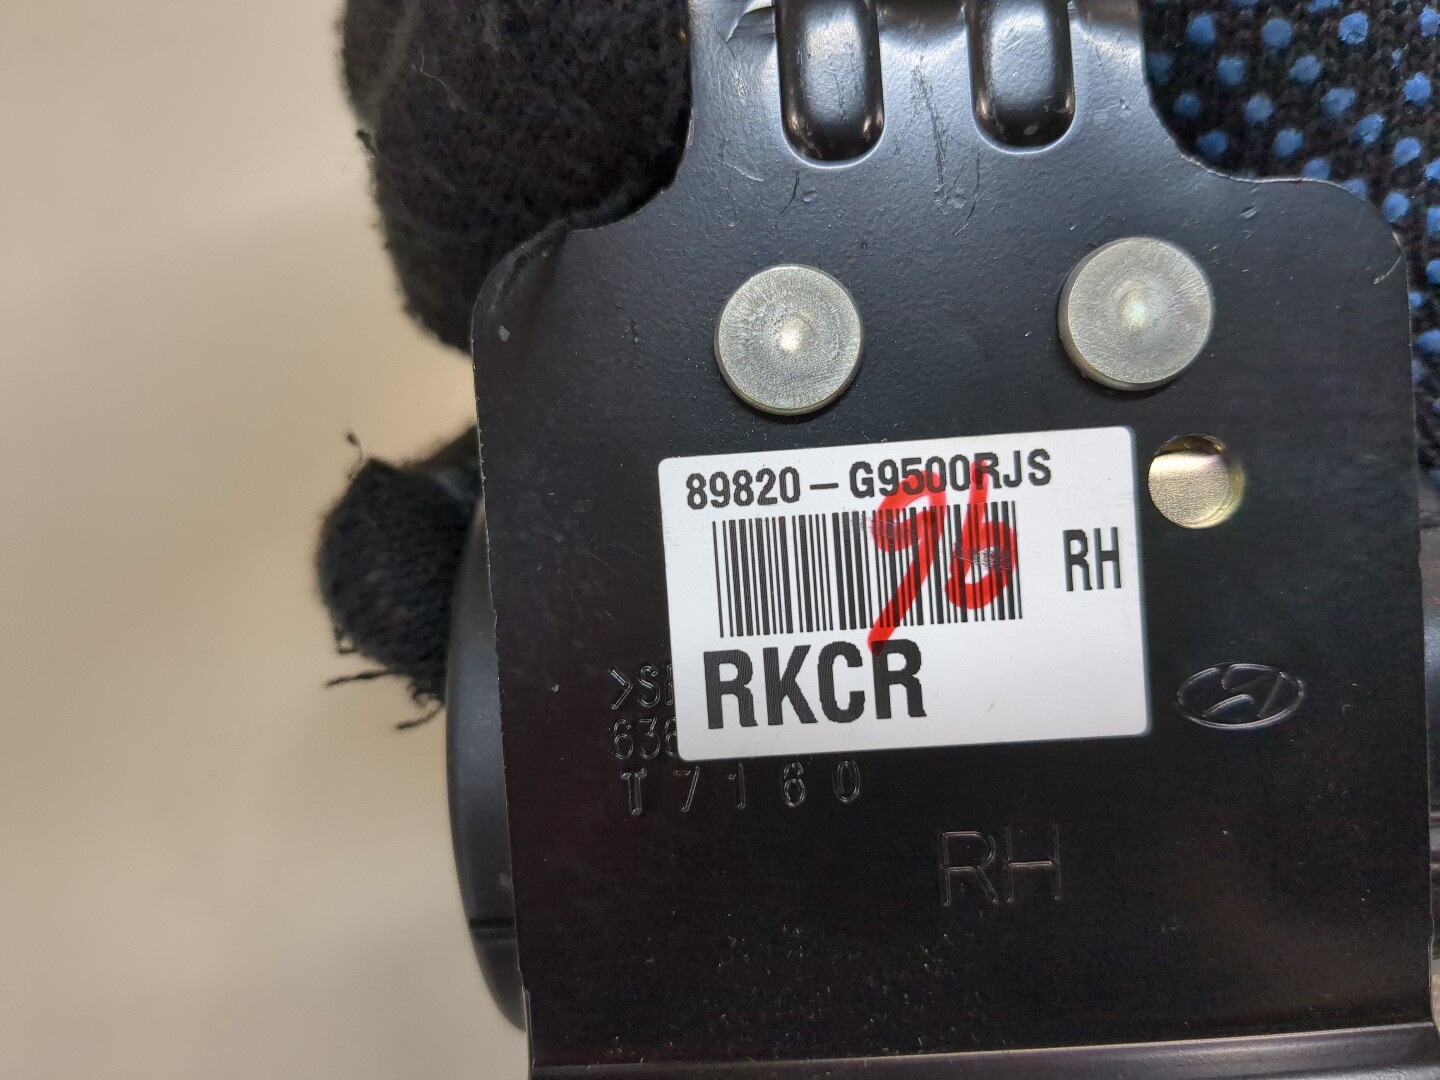 89820-G9500RJS
96
RH
RKCR
T7160
RH